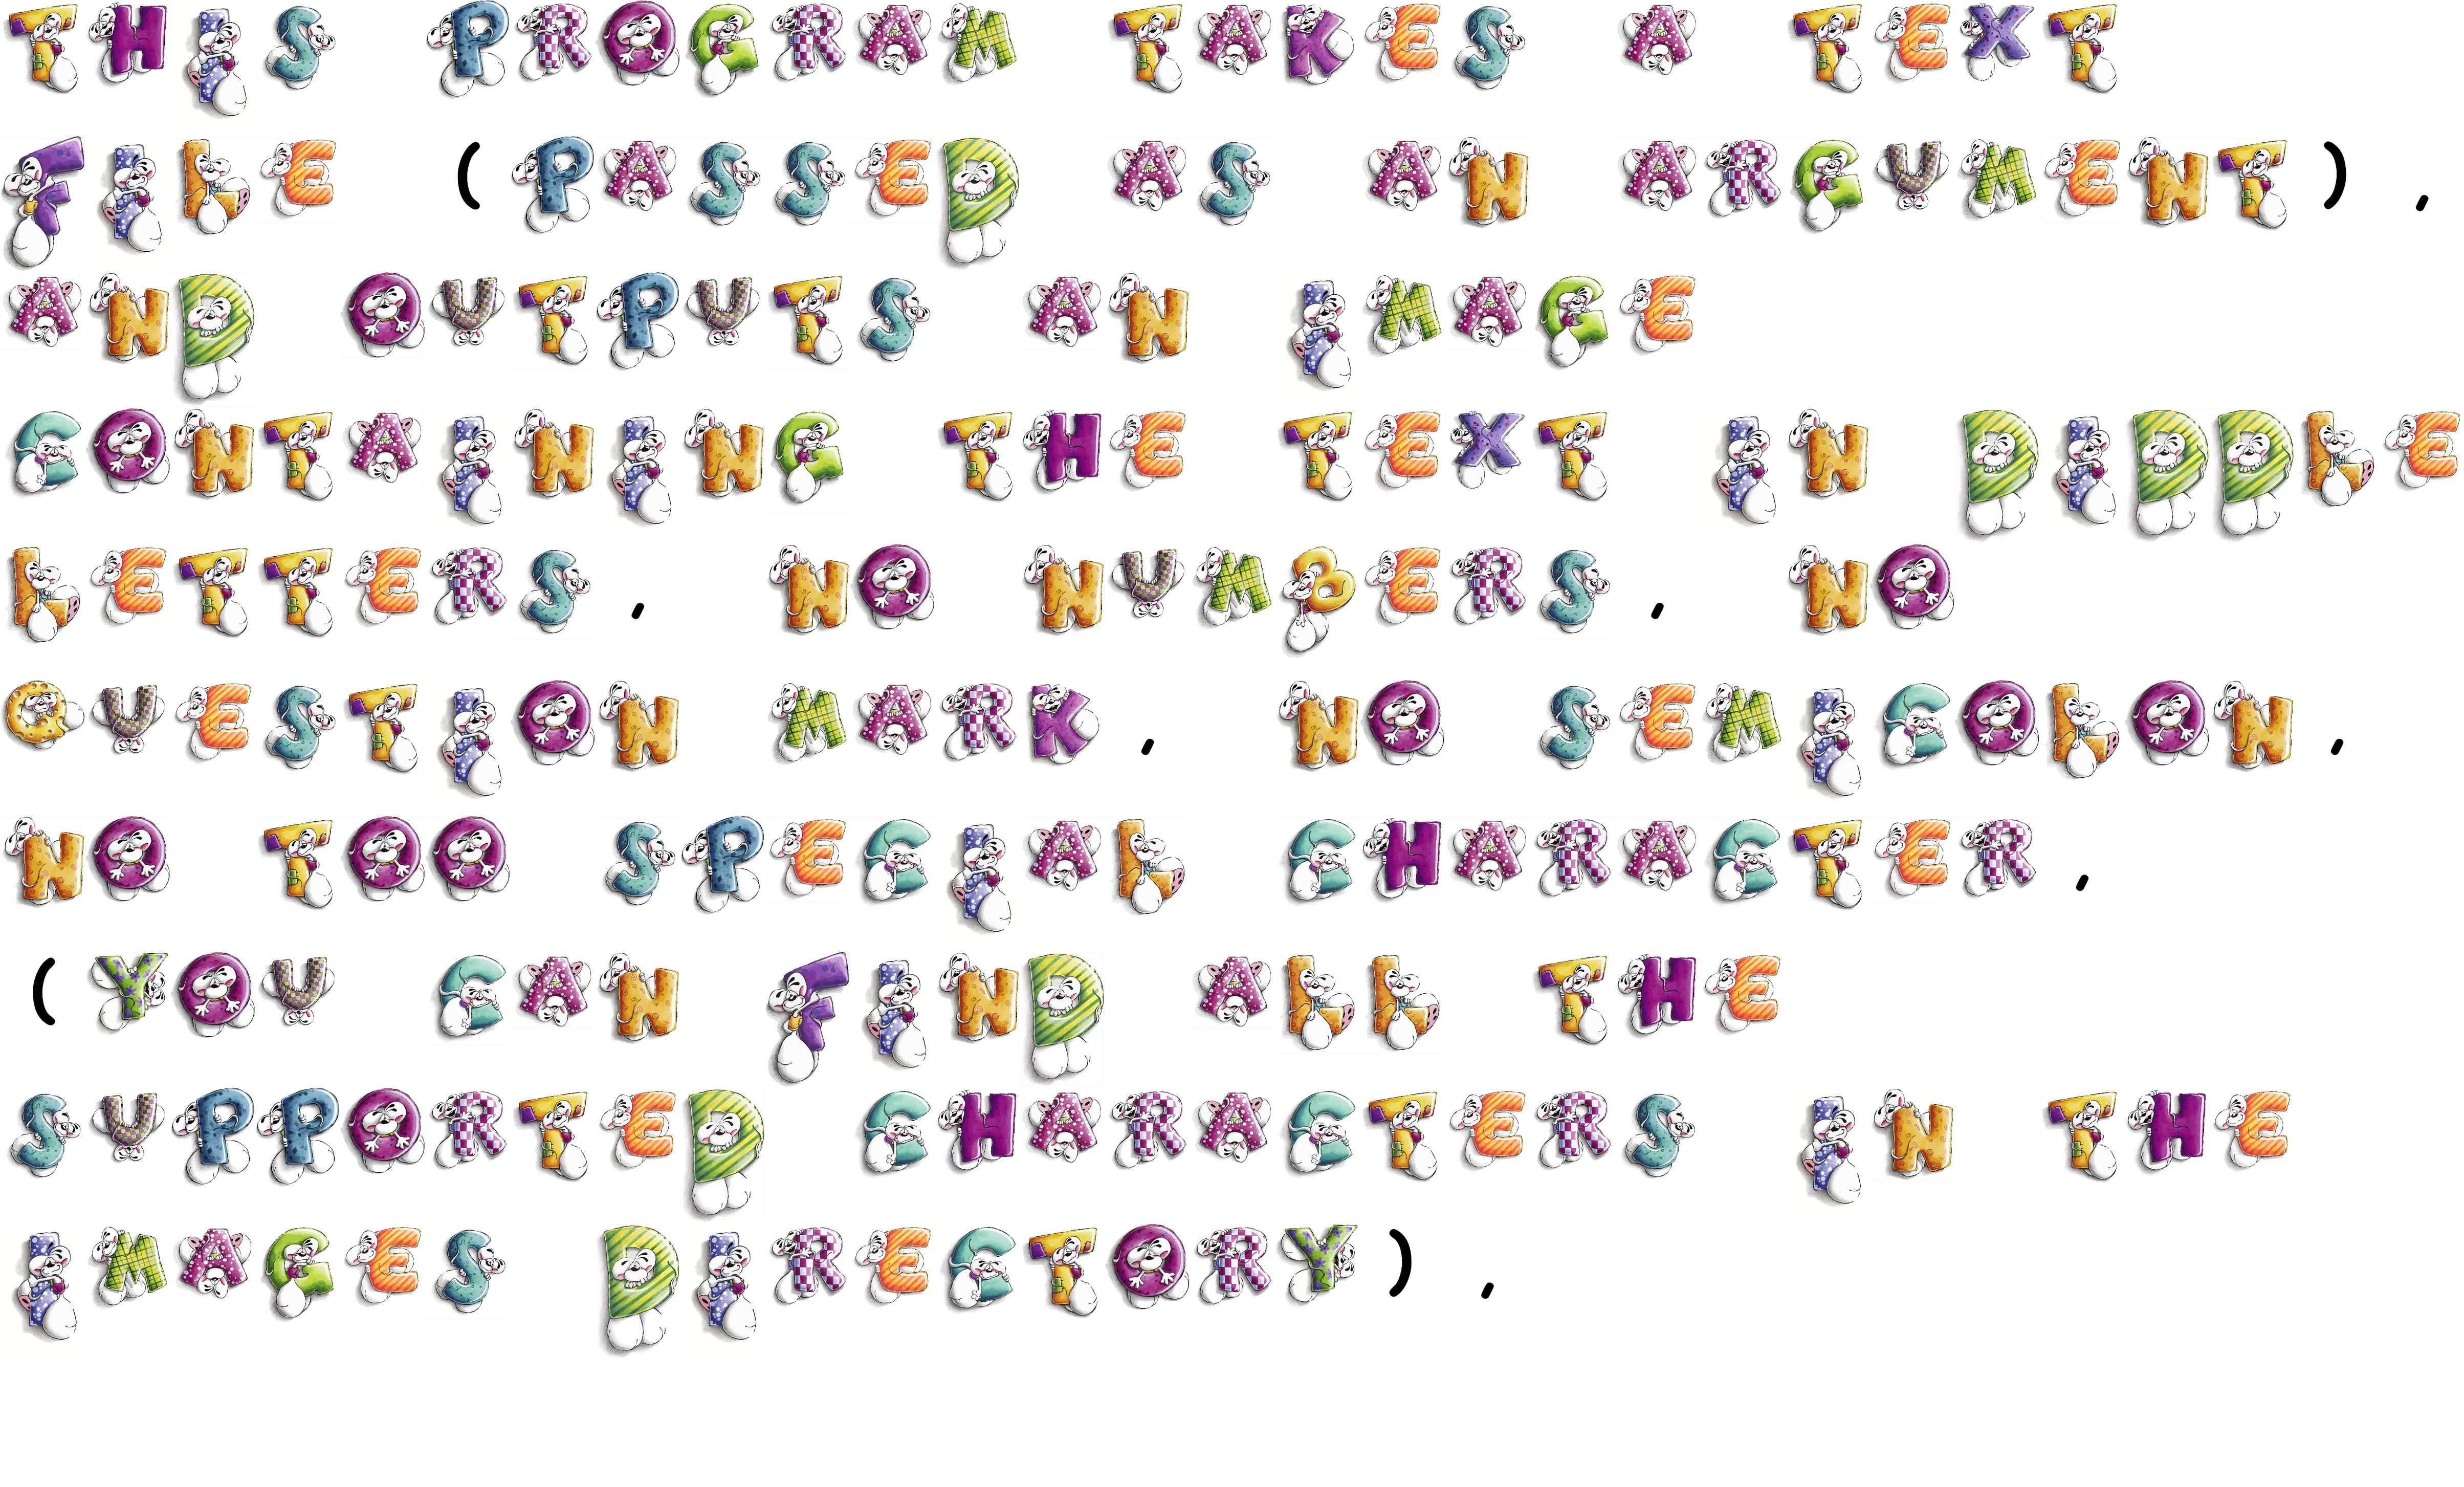 THIS PROGRAM TAKES A TEXT
FILE (PASSED AS AN ARGUMENT),
AND OUTPUTS AN IMAGE
CONTAINING THE TEXT IN DIDDLE
LETTERS, NO NUMBERS, NO
QUESTION MARK, NO SEMICOLON,
NO TOO SPECIAL CHARACTER,
(YOU CAN FIND ALL THE
SUPPORTED CHARACTERS IN THE
IMAGES DIRECTORY),